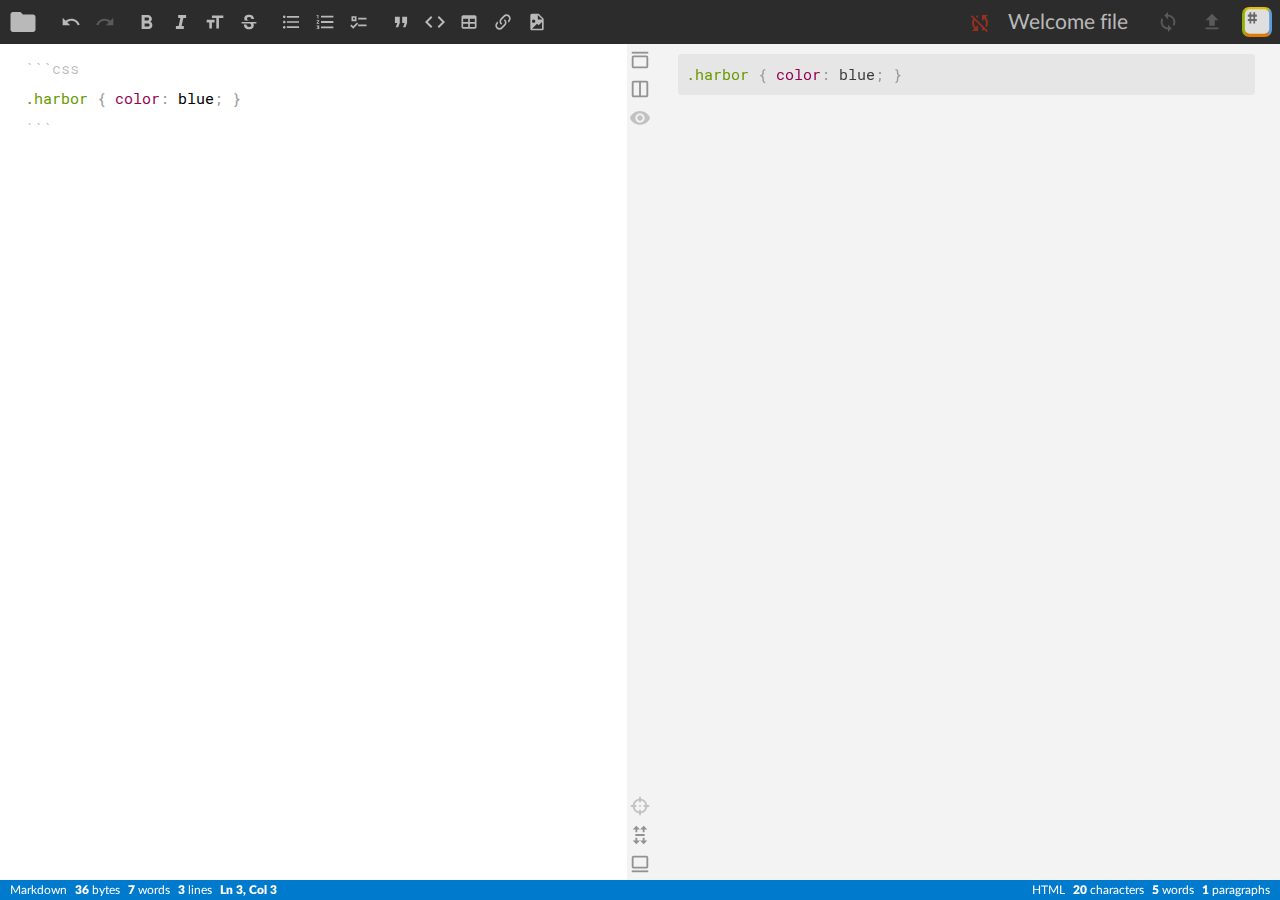 Welcome file
```css
.harbor { color: blue; }
```
.harbor { color: blue; }
Markdown 36 bytes 7 words 3 lines Ln 3, Col 3
HTML 20 characters 5 words 1 paragraphs